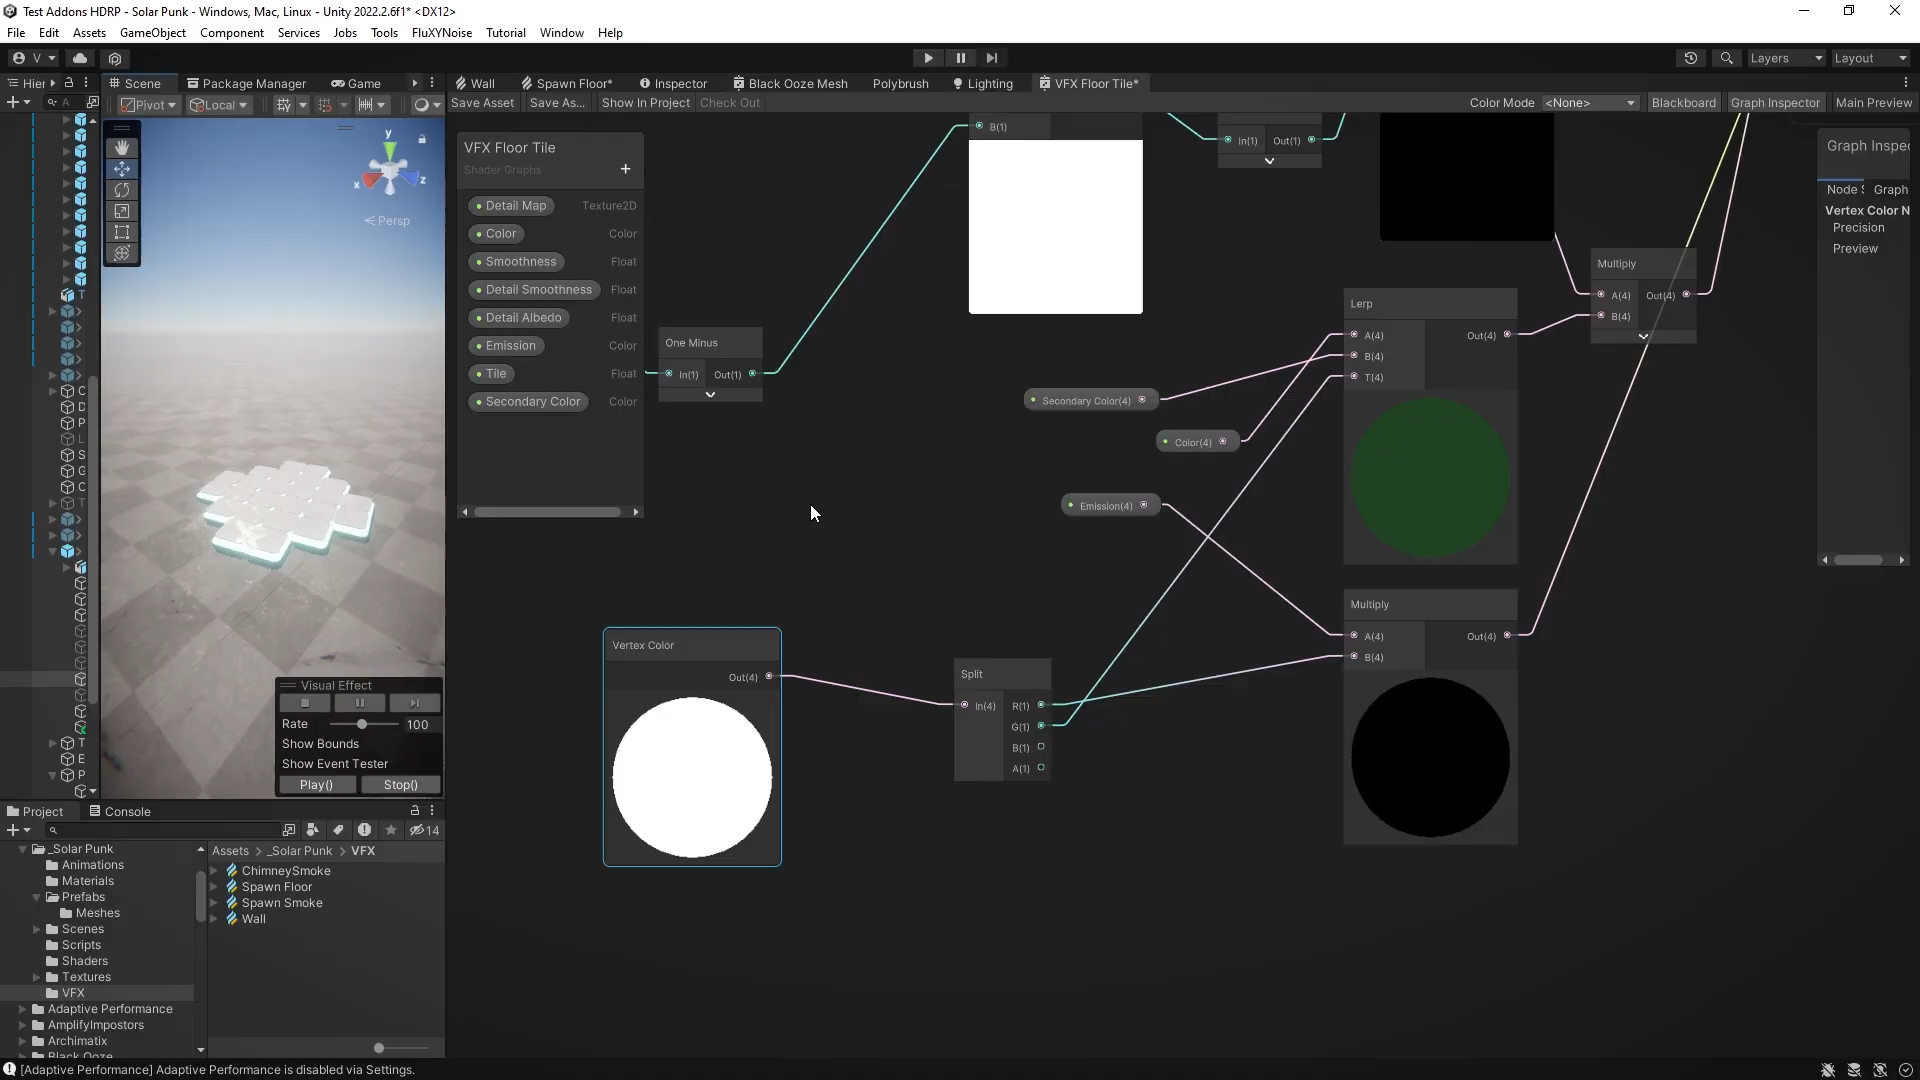 Test Addons HDRP - Solar Punk - Windows, Mac, Linux - Unity 2022.2.6f1* <DX12>
File Edit Assets GameObject Component Services Jobs Tools FluXYNoise Tutorial Window Help
V Layers Layout
Hier Scene Package Manager Game Wall Spawn Floor* Inspector Black Ooze Mesh Polybrush Lighting VFX Floor Tile*
A Pivot Local Save Asset Save As... Show In Project Check Out Color Mode <None> Blackboard Graph Inspector Main Preview
y
x
z
Persp
VFX Floor Tile
Shader Graphs
Detail Map Texture2D
Color Color
Smoothness Float
Detail Smoothness Float
Detail Albedo Float
Emission Color
Tile Float
Secondary Color Color
One Minus
In(1) Out(1)
B(1)
In(1) Out(1)
Multiply
A(4) Out(4)
B(4)
Lerp
A(4) Out(4)
B(4)
T(4)
Secondary Color(4)
Color(4)
Emission(4)
Multiply
A(4) Out(4)
B(4)
Vertex Color
Out(4)
Split
In(4) R(1)
G(1)
B(1)
A(1)
Graph Inspec
Node S Graph
Vertex Color N
Precision
Preview
T
C
D
P
L
S
G
C
T
T
E
P
Visual Effect
Rate 100
Show Bounds
Show Event Tester
Play() Stop()
Project Console
14
_Solar Punk
Animations
Materials
Prefabs
Meshes
Scenes
Scripts
Shaders
Textures
VFX
Adaptive Performance
AmplifyImpostors
Archimatix
Black Ooze
Assets > _Solar Punk > VFX
ChimneySmoke
Spawn Floor
Spawn Smoke
Wall
[Adaptive Performance] Adaptive Performance is disabled via Settings.